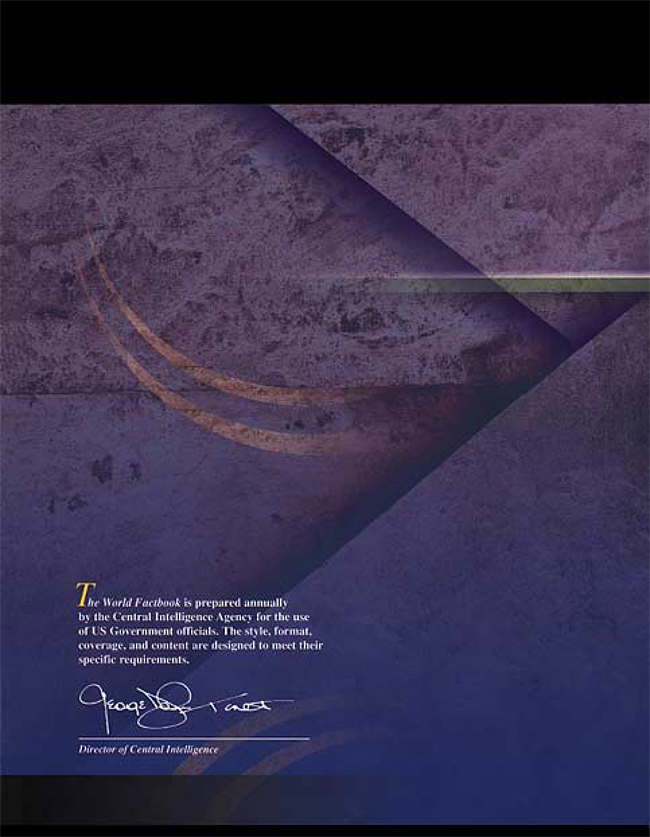 The World Factbook is prepared annually
by the Central Intelligence Agency for the use
of US Government officials. The style, format,
coverage, and content are designed to meet their
specific requirements.
George J. Tenet
Director of Central Intelligence